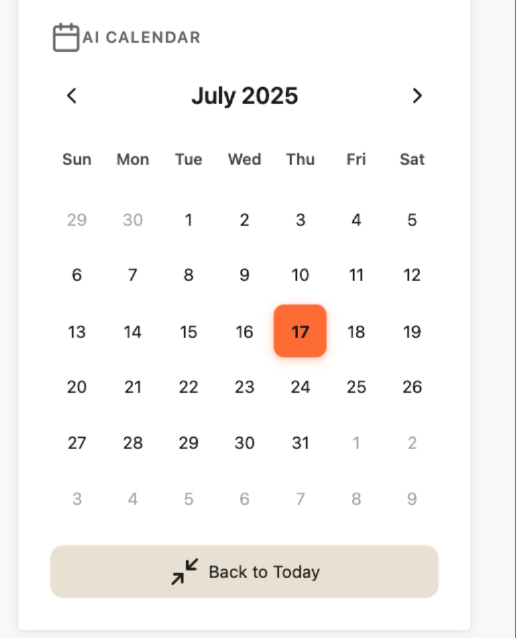 AI CALENDAR
July 2025
Sun Mon Tue Wed Thu Fri Sat
29 30 1 2 3 4 5
6 7 8 9 10 11 12
13 14 15 16 17 18 19
20 21 22 23 24 25 26
27 28 29 30 31 1 2
3 4 5 6 7 8 9
Back to Today